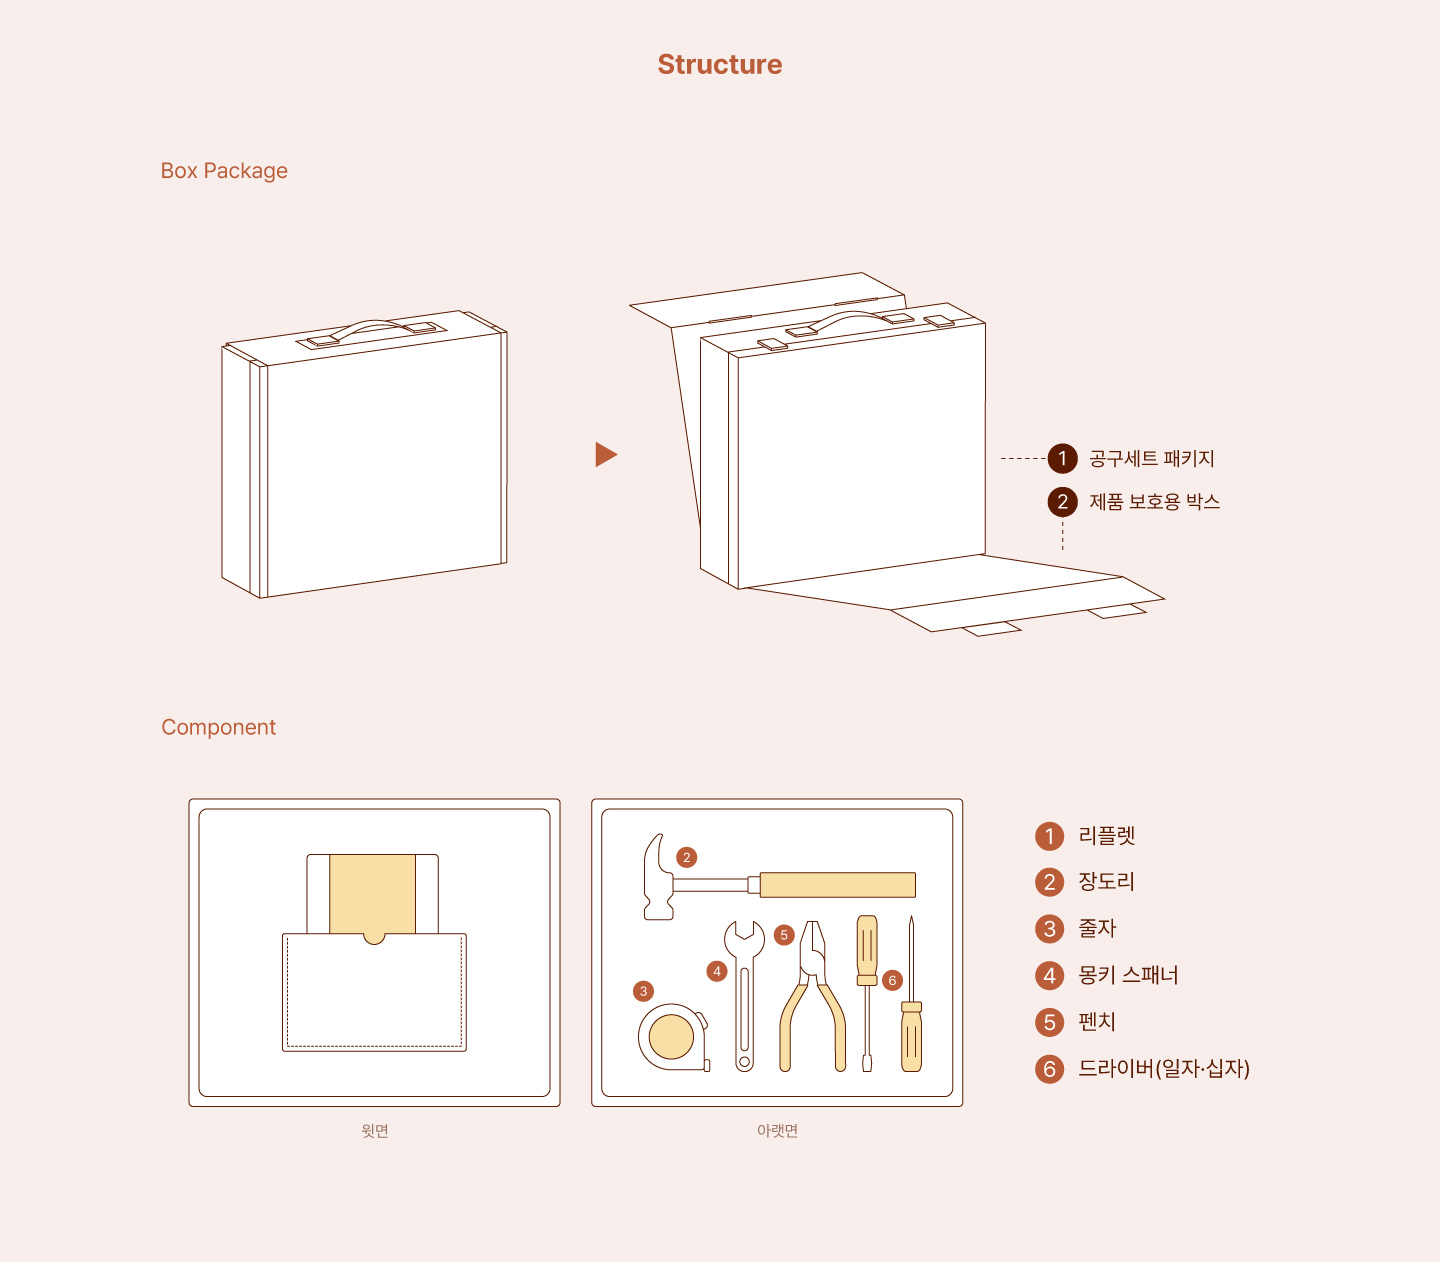 Structure
Box Package
1 공구세트 패키지
2 제품 보호용 박스
Component
2
5
4
6
3
1 리플렛
2 장도리
3 줄자
4 몽키 스패너
5 펜치
6 드라이버(일자·십자)
윗면
아랫면